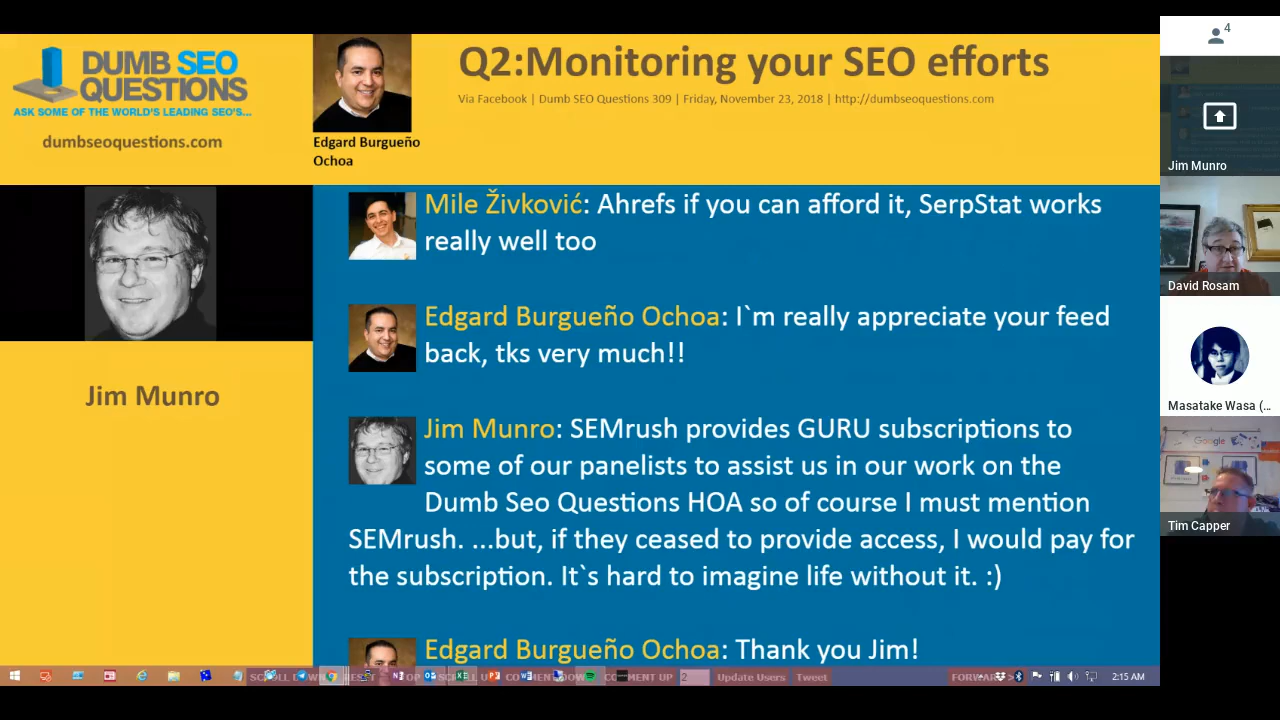 DUMB SEO
QUESTIONS
ASK SOME OF THE WORLD'S LEADING SEO'S...
dumbseoquestions.com
Edgard Burgueño
Ochoa
Q2:Monitoring your SEO efforts
Via Facebook | Dumb SEO Questions 309 | Friday, November 23, 2018 | http://dumbseoquestions.com
Jim Munro
Mile Živković: Ahrefs if you can afford it, SerpStat works
really well too
Edgard Burgueño Ochoa: I`m really appreciate your feed
back, tks very much!!
Jim Munro: SEMrush provides GURU subscriptions to
some of our panelists to assist us in our work on the
Dumb Seo Questions HOA so of course I must mention
SEMrush. ...but, if they ceased to provide access, I would pay for
the subscription. It`s hard to imagine life without it. :)
Edgard Burgueño Ochoa: Thank you Jim!
4
Jim Munro
David Rosam
Masatake Wasa (...
Google
Tim Capper
COMMENT UP 2 Update Users Tweet FORWARD
2:15 AM